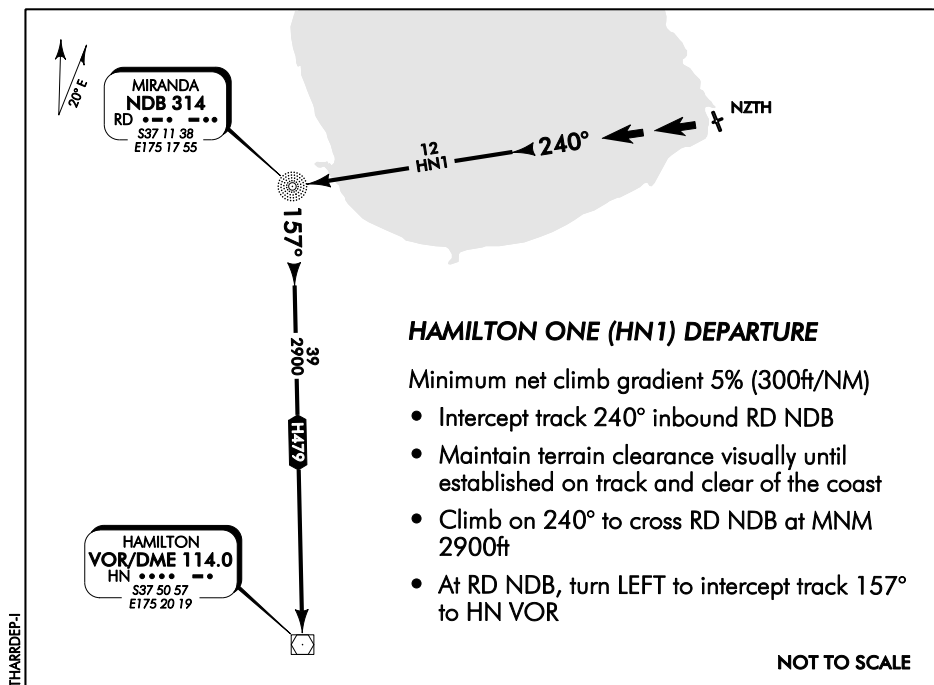 20° E
MIRANDA
NDB 314
RD
S37 11 38
E175 17 55
NZTH
240°
12
HN1
157°
39
2900
H479
HAMILTON ONE (HN1) DEPARTURE
Minimum net climb gradient 5% (300ft/NM)
• Intercept track 240° inbound RD NDB
• Maintain terrain clearance visually until
established on track and clear of the coast
• Climb on 240° to cross RD NDB at MNM
2900ft
• At RD NDB, turn LEFT to intercept track 157°
to HN VOR
HAMILTON
VOR/DME 114.0
HN
S37 50 57
E175 20 19
THARRDEP-I
NOT TO SCALE